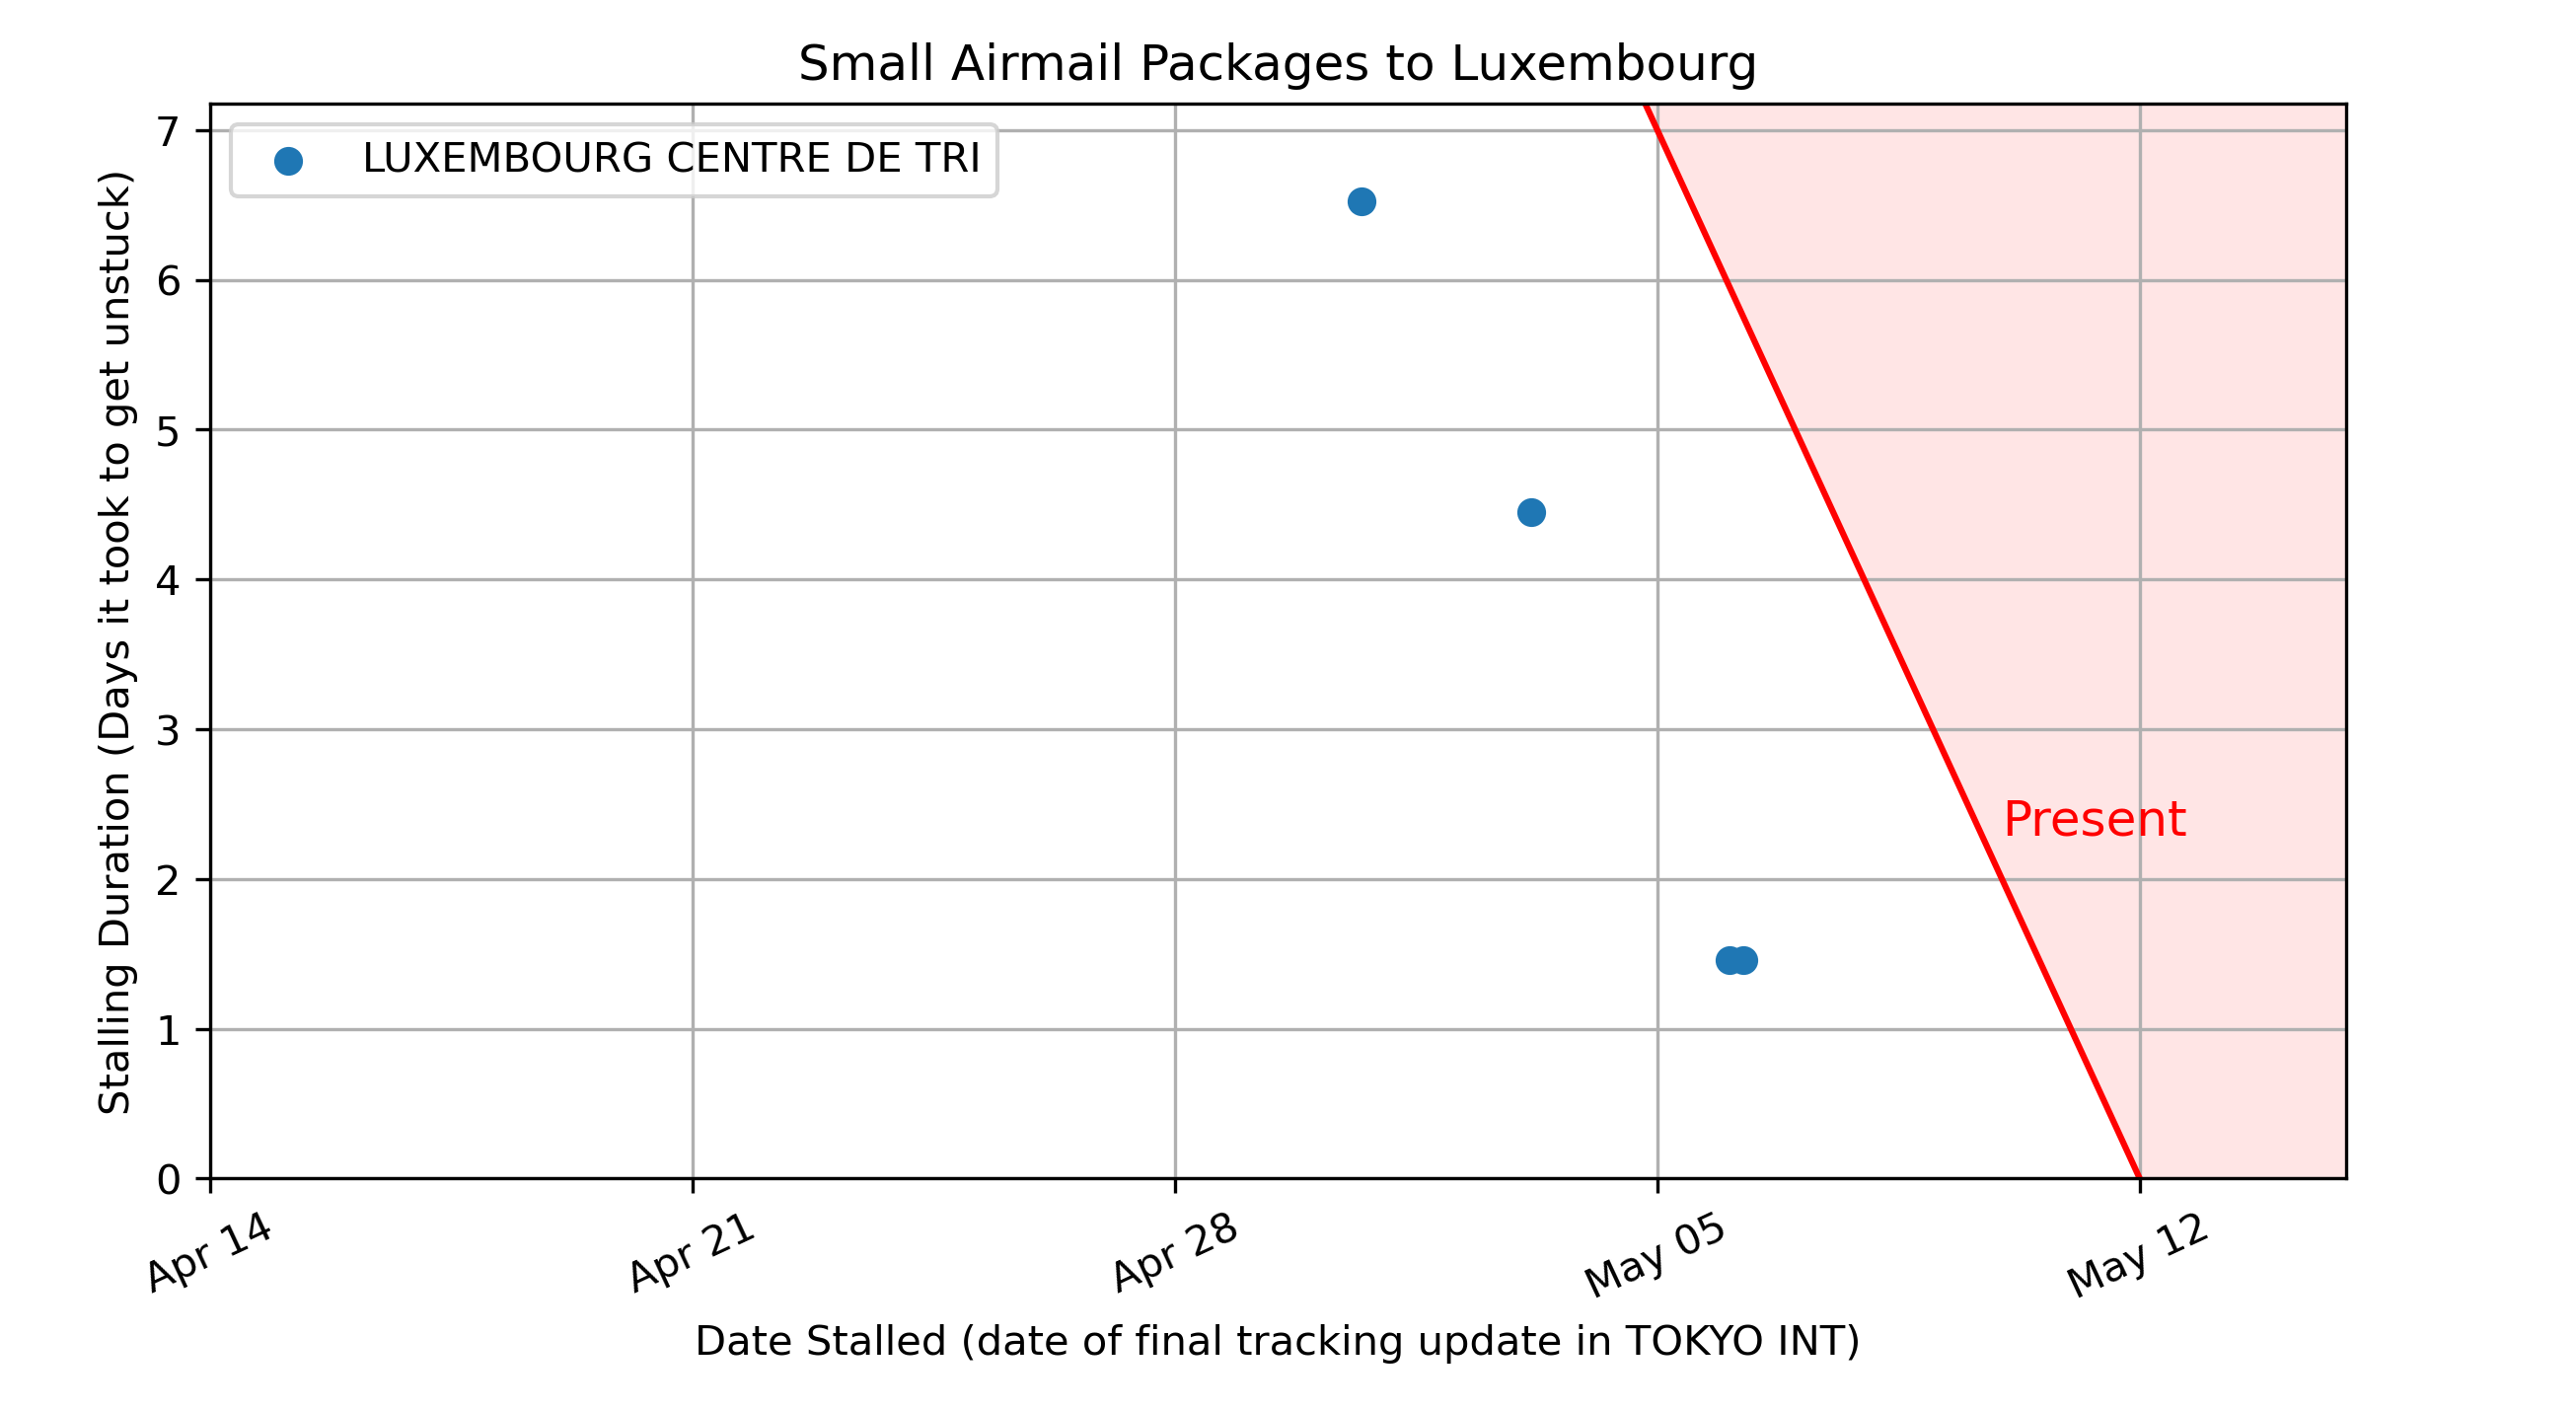 Small Airmail Packages to Luxembourg
LUXEMBOURG CENTRE DE TRI
Stalling Duration (Days it took to get unstuck)
7
6
5
4
3
2
1
0
Present
Apr 14
Apr 21
Apr 28
May 05
May 12
Date Stalled (date of final tracking update in TOKYO INT)